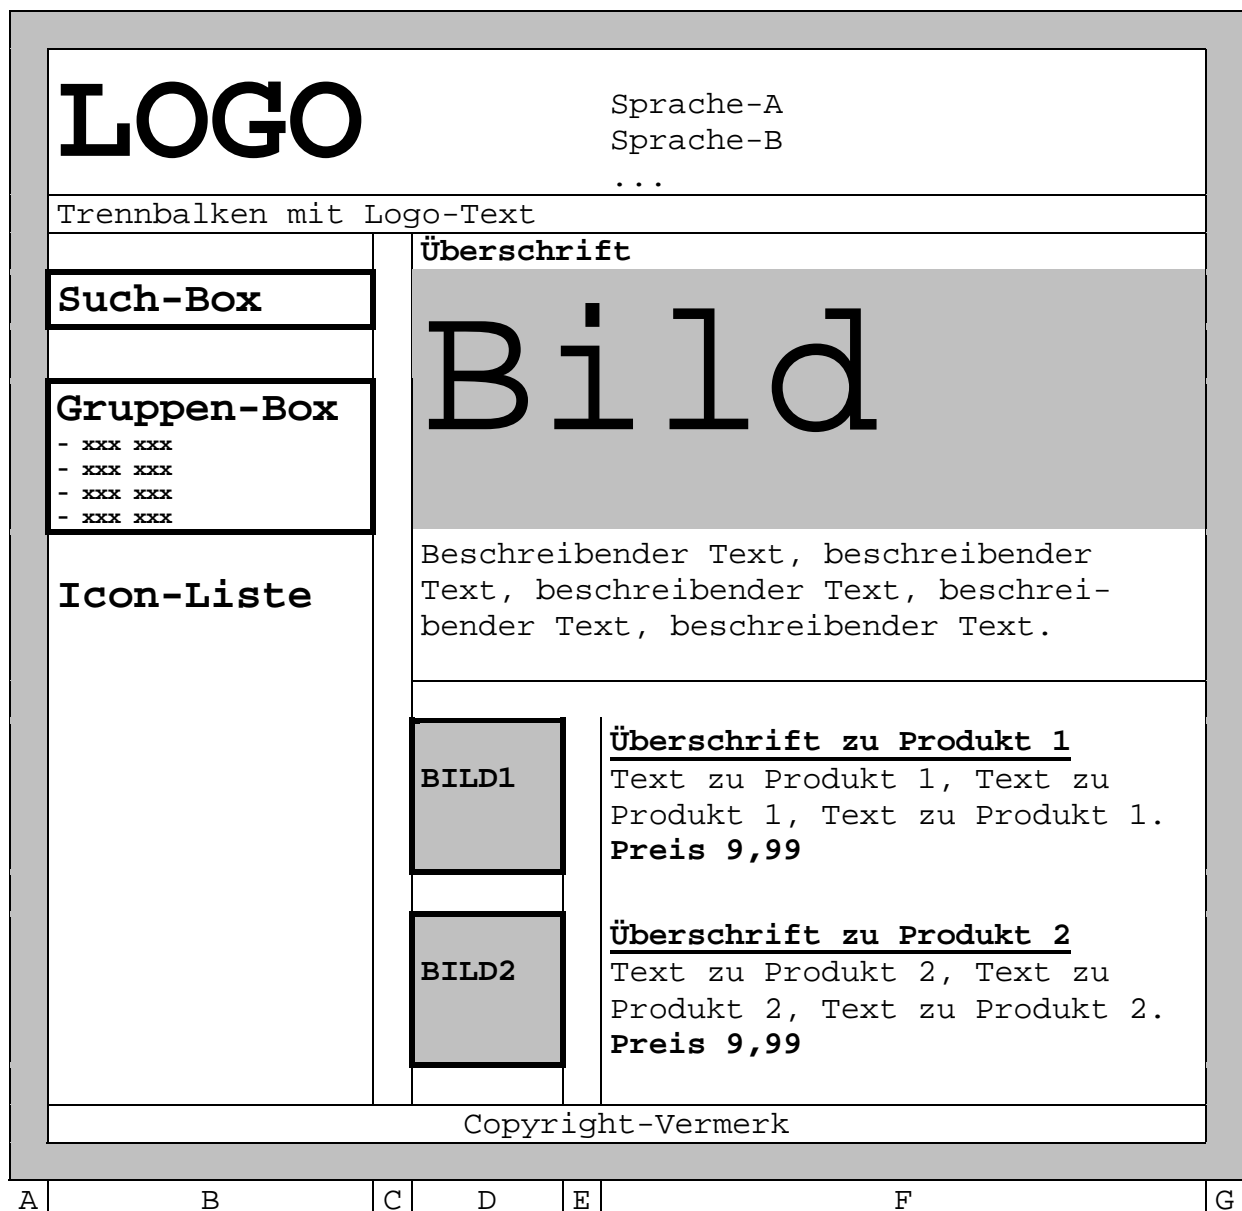 LOGO
Sprache-A
Sprache-B
...
Trennbalken mit Logo-Text
Such-Box
Gruppen-Box
- xxx xxx
- xxx xxx
- xxx xxx
- xxx xxx
Icon-Liste
Überschrift
Bild
Beschreibender Text, beschreibender
Text, beschreibender Text, beschrei-
bender Text, beschreibender Text.
BILD1
Überschrift zu Produkt 1
Text zu Produkt 1, Text zu
Produkt 1, Text zu Produkt 1.
Preis 9,99
BILD2
Überschrift zu Produkt 2
Text zu Produkt 2, Text zu
Produkt 2, Text zu Produkt 2.
Preis 9,99
Copyright-Vermerk
A B C D E F G